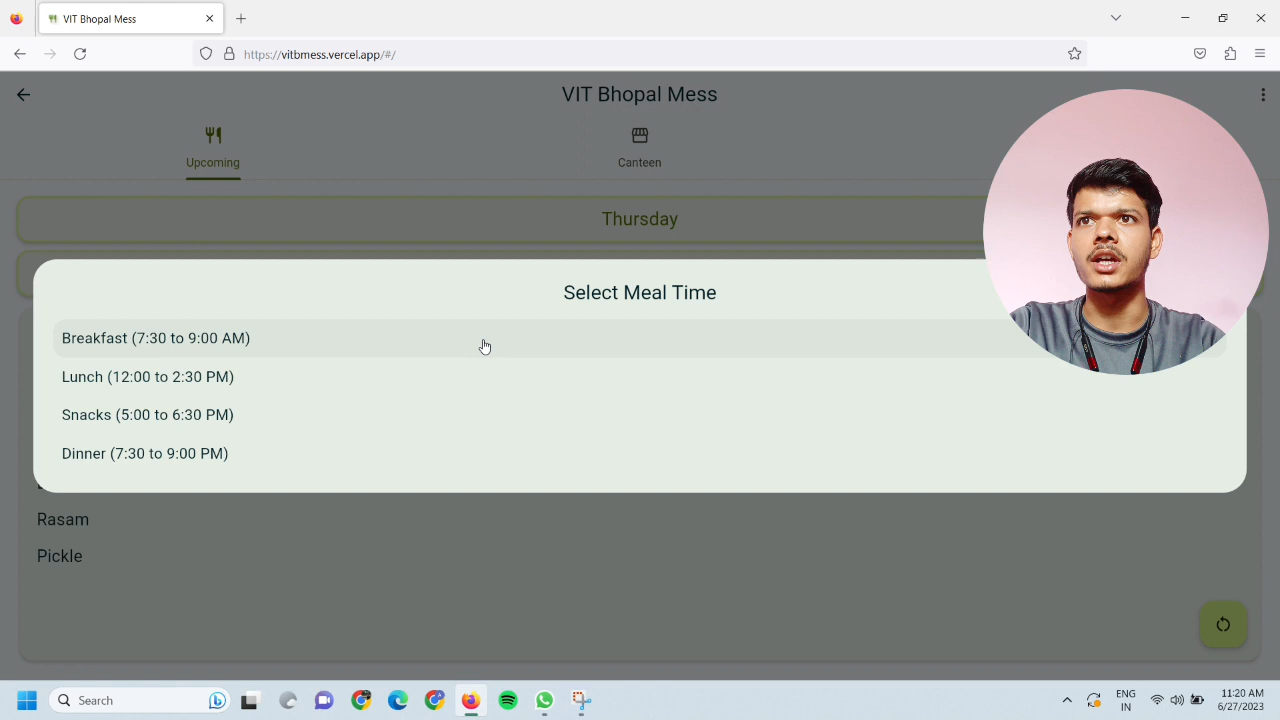 VIT Bhopal Mess
https://vitbmess.vercel.app/#/
VIT Bhopal Mess
Upcoming
Canteen
Thursday
Select Meal Time
Breakfast (7:30 to 9:00 AM)
Lunch (12:00 to 2:30 PM)
Snacks (5:00 to 6:30 PM)
Dinner (7:30 to 9:00 PM)
Rasam
Pickle
Search
ENG
IN
11:20 AM
6/27/2023